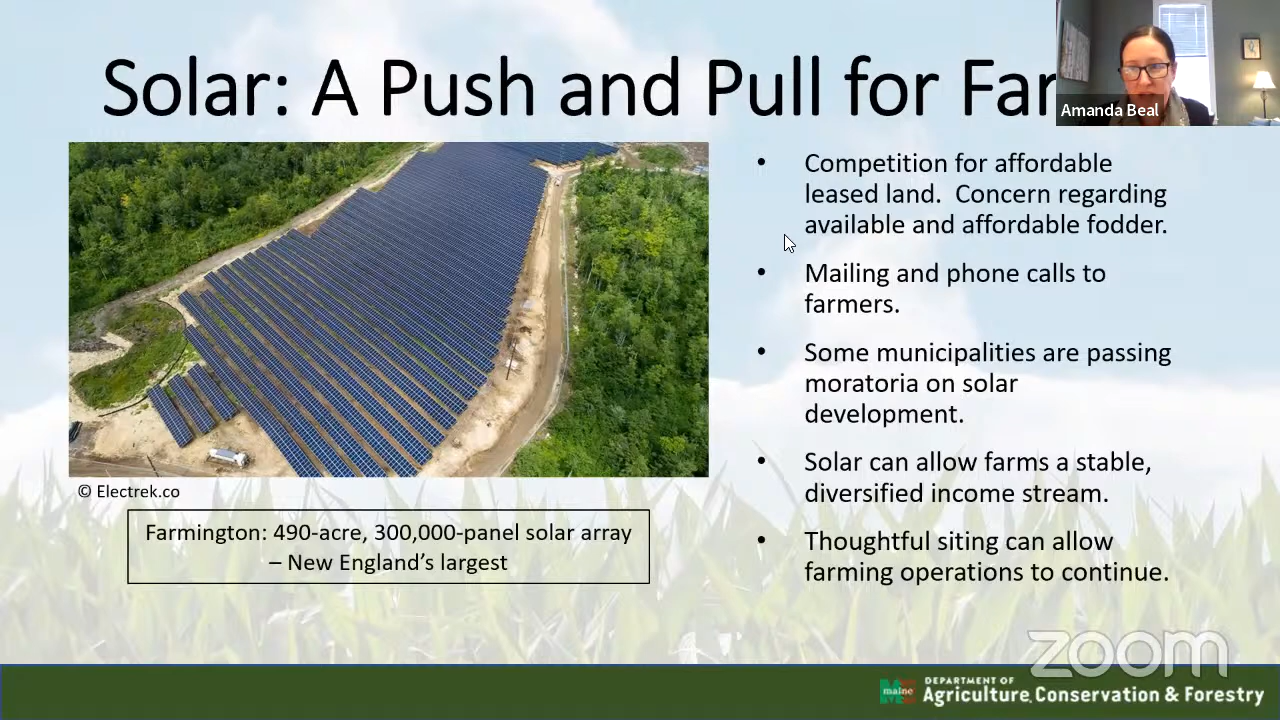 Solar: A Push and Pull for Far
Amanda Beal
• Competition for affordable
leased land.  Concern regarding
available and affordable fodder.
• Mailing and phone calls to
farmers.
• Some municipalities are passing
moratoria on solar
development.
• Solar can allow farms a stable,
diversified income stream.
• Thoughtful siting can allow
farming operations to continue.
© Electrek.co
Farmington: 490-acre, 300,000-panel solar array
– New England’s largest
zoom
maine
DEPARTMENT OF
Agriculture, Conservation & Forestry